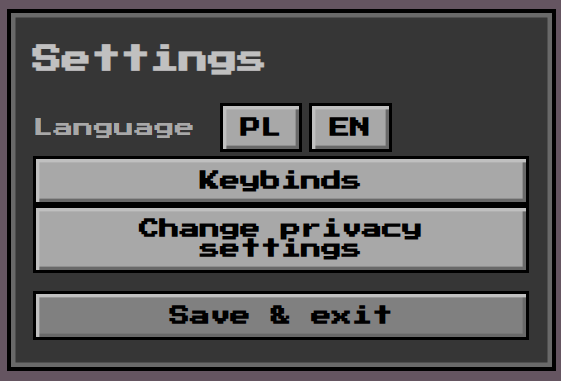 Settings
Language PL EN
Keybinds
Change privacy
settings
Save & exit